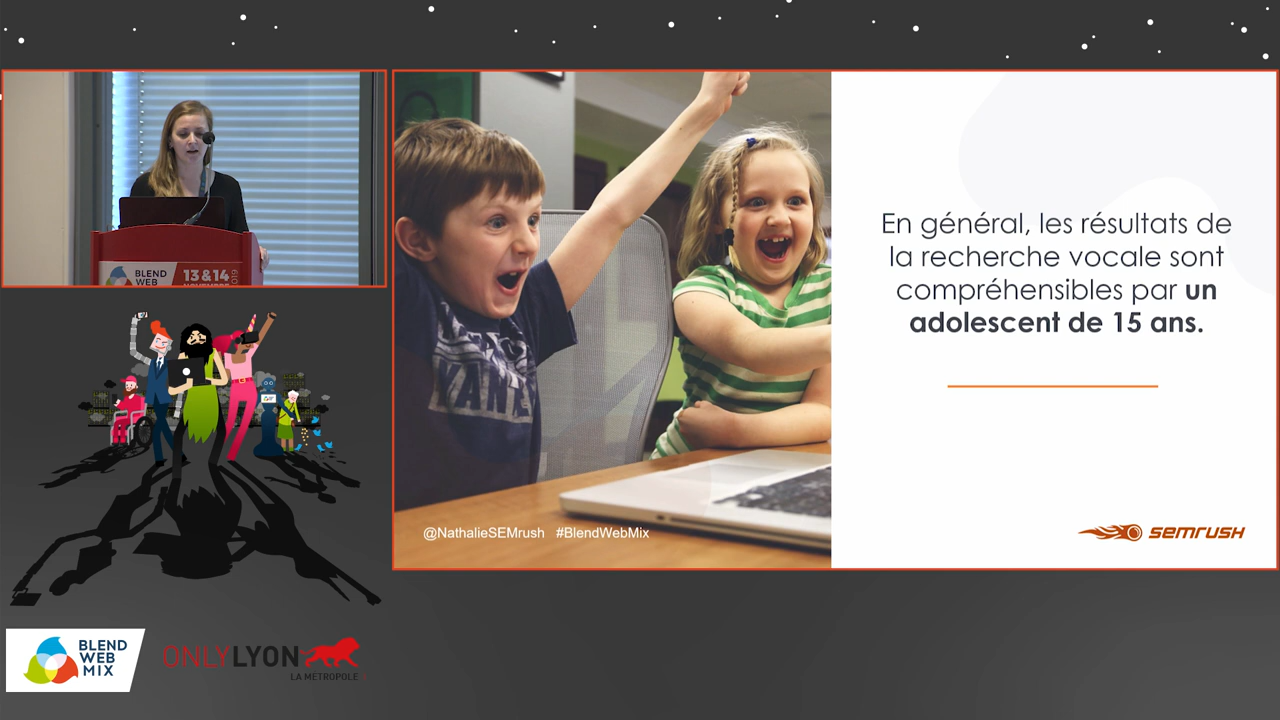 En général, les résultats de
la recherche vocale sont
compréhensibles par un
adolescent de 15 ans.
@NathalieSEMrush #BlendWebMix
semrush
BLEND
WEB
13 & 14
BLEND
WEB
MIX
ONLYLYON
LA MÉTROPOLE